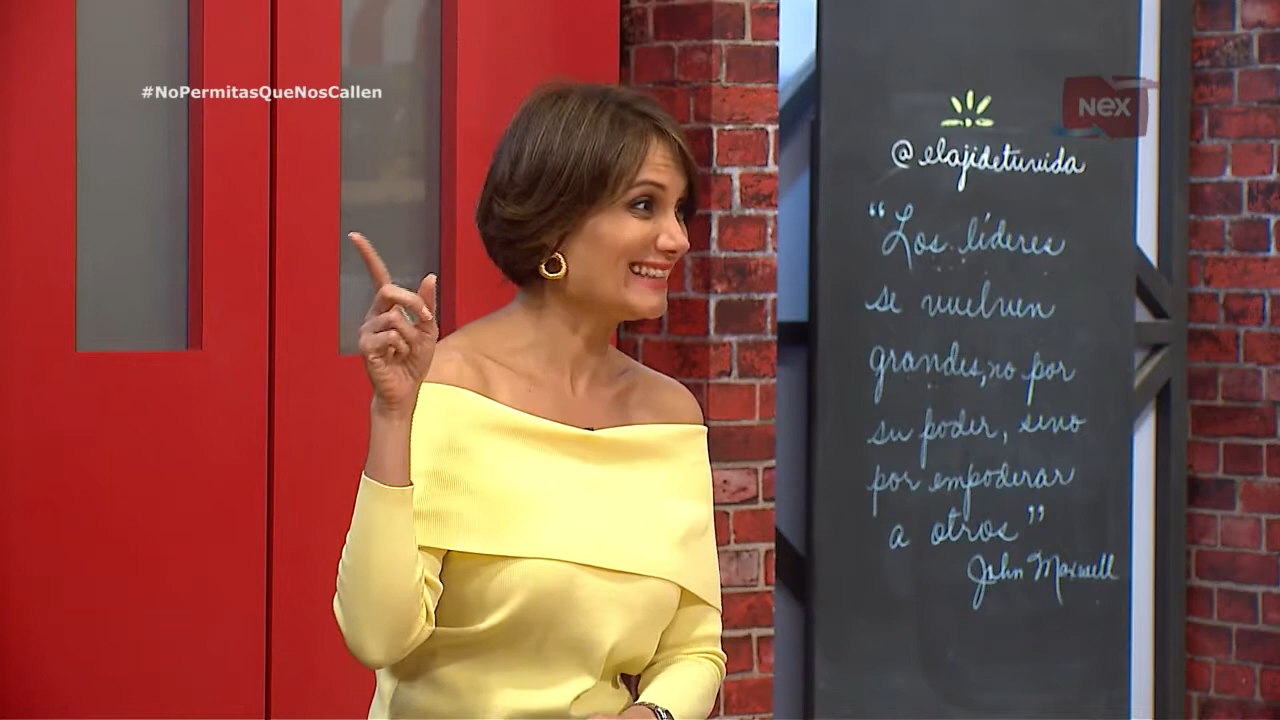 #NoPermitasQueNosCallen
NEX
@elajidetuvida
“Los líderes
se vuelven
grandes, no por
su poder, sino
por empoderar
a otros”
John Maxwell